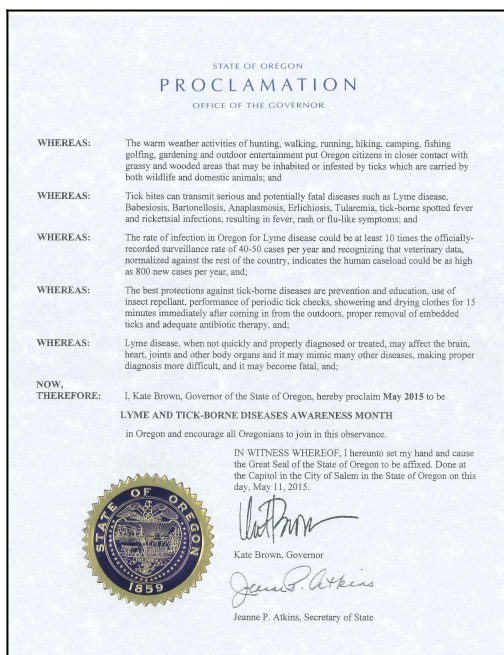 STATE OF OREGON
PROCLAMATION
OFFICE OF THE GOVERNOR
WHEREAS: The warm weather activities of hunting, walking, running, hiking, camping, fishing
golfing, gardening and outdoor entertainment put Oregon citizens in closer contact with
grassy and wooded areas that may be inhabited or infested by ticks which are carried by
both wildlife and domestic animals; and
WHEREAS: Tick bites can transmit serious and potentially fatal diseases such as Lyme disease,
Babesiosis, Bartonellosis, Anaplasmosis, Erlichiosis, Tularemia, tick-borne spotted fever
and rickettsial infections, resulting in fever, rash or flu-like symptoms; and
WHEREAS: The rate of infection in Oregon for Lyme disease could be at least 10 times the officially-
recorded surveillance rate of 40-50 cases per year and recognizing that veterinary data,
normalized against the rest of the country, indicates the human caseload could be as high
as 800 new cases per year, and;
WHEREAS: The best protections against tick-borne diseases are prevention and education, use of
insect repellant, performance of periodic tick checks, showering and drying clothes for 15
minutes immediately after coming in from the outdoors, proper removal of embedded
ticks and adequate antibiotic therapy, and;
WHEREAS: Lyme disease, when not quickly and properly diagnosed or treated, may affect the brain,
heart, joints and other body organs and it may mimic many other diseases, making proper
diagnosis more difficult, and it may become fatal, and;
NOW,
THEREFORE: I, Kate Brown, Governor of the State of Oregon, hereby proclaim May 2015 to be
LYME AND TICK-BORNE DISEASES AWARENESS MONTH
in Oregon and encourage all Oregonians to join in this observance.
IN WITNESS WHEREOF, I hereunto set my hand and cause
the Great Seal of the State of Oregon to be affixed. Done at
the Capitol in the City of Salem in the State of Oregon on this
day, May 11, 2015.
Kate Brown
Kate Brown, Governor
Jeanne P. Atkins
Jeanne P. Atkins, Secretary of State
STATE OF OREGON
1859